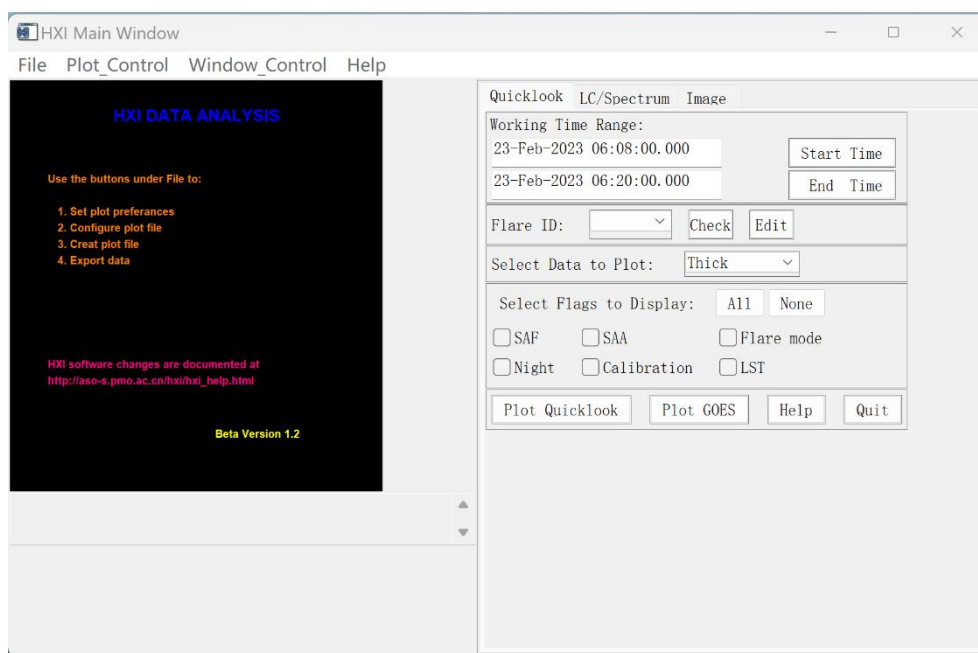 HXI Main Window
File Plot_Control Window_Control Help
HXI DATA ANALYSIS
Use the buttons under File to:
1. Set plot preferances
2. Configure plot file
3. Creat plot file
4. Export data
HXI software changes are documented at
http://aso-s.pmo.ac.cn/hxi/hxi_help.html
Beta Version 1.2
Quicklook LC/Spectrum Image
Working Time Range:
23-Feb-2023 06:08:00.000 Start Time
23-Feb-2023 06:20:00.000 End Time
Flare ID: Check Edit
Select Data to Plot: Thick
Select Flags to Display: All None
SAF SAA Flare mode
Night Calibration LST
Plot Quicklook Plot GOES Help Quit